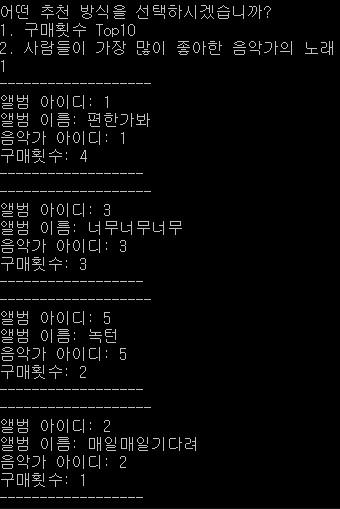 어떤 추천 방식을 선택하시겠습니까?
1. 구매횟수 Top10
2. 사람들이 가장 많이 좋아한 음악가의 노래
1
-------------------
앨범 아이디: 1
앨범 이름: 편한가봐
음악가 아이디: 1
구매횟수: 4
------------------
-------------------
앨범 아이디: 3
앨범 이름: 너무너무너무
음악가 아이디: 3
구매횟수: 3
------------------
-------------------
앨범 아이디: 5
앨범 이름: 녹턴
음악가 아이디: 5
구매횟수: 2
------------------
-------------------
앨범 아이디: 2
앨범 이름: 매일매일기다려
음악가 아이디: 2
구매횟수: 1
------------------